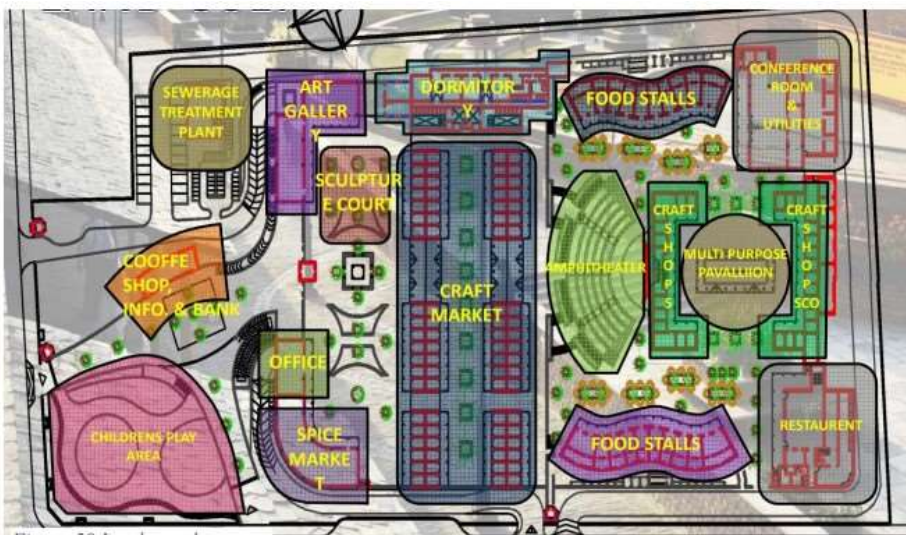 SEWERAGE
TREATMENT
PLANT
ART
GALLER
Y
DORMITOR
Y
FOOD STALLS
CONFERENCE
ROOM
&
UTILITIES
SCULPTUR
E COURT
COOFFE
SHOP,
INFO. & BANK
CRAFT
MARKET
AMPHITHEATER
CRAFT
S
H
O
P
S
MULTI PURPOSE
PAVALLIION
CRAFT
S
H
O
P
SCO
OFFICE
CHILDRENS PLAY
AREA
SPICE
MARKE
T
FOOD STALLS
RESTAURENT